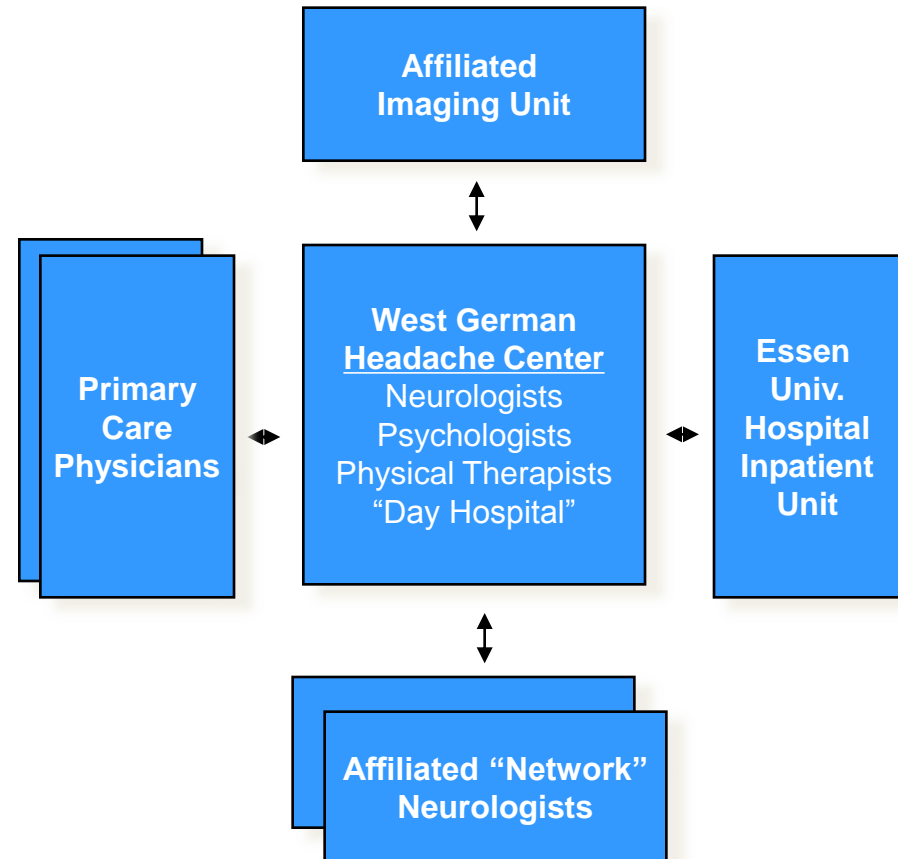 Affiliated
Imaging Unit
Primary
Care
Physicians
West German
Headache Center
Neurologists
Psychologists
Physical Therapists
“Day Hospital”
Essen
Univ.
Hospital
Inpatient
Unit
Affiliated “Network”
Neurologists